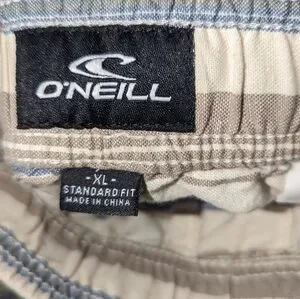 O'NEILL
-XL-
STANDARD FIT
MADE IN CHINA